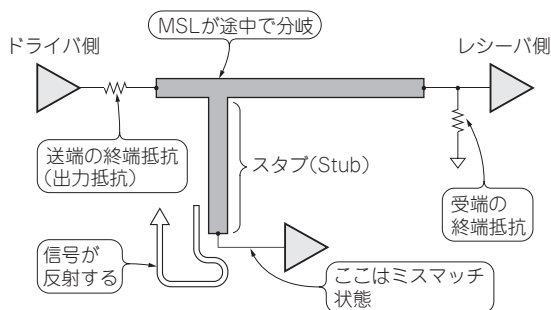 MSLが途中で分岐
ドライバ側
レシーバ側
送端の終端抵抗
(出力抵抗)
スタブ(Stub)
受端の
終端抵抗
信号が
反射する
ここはミスマッチ
状態